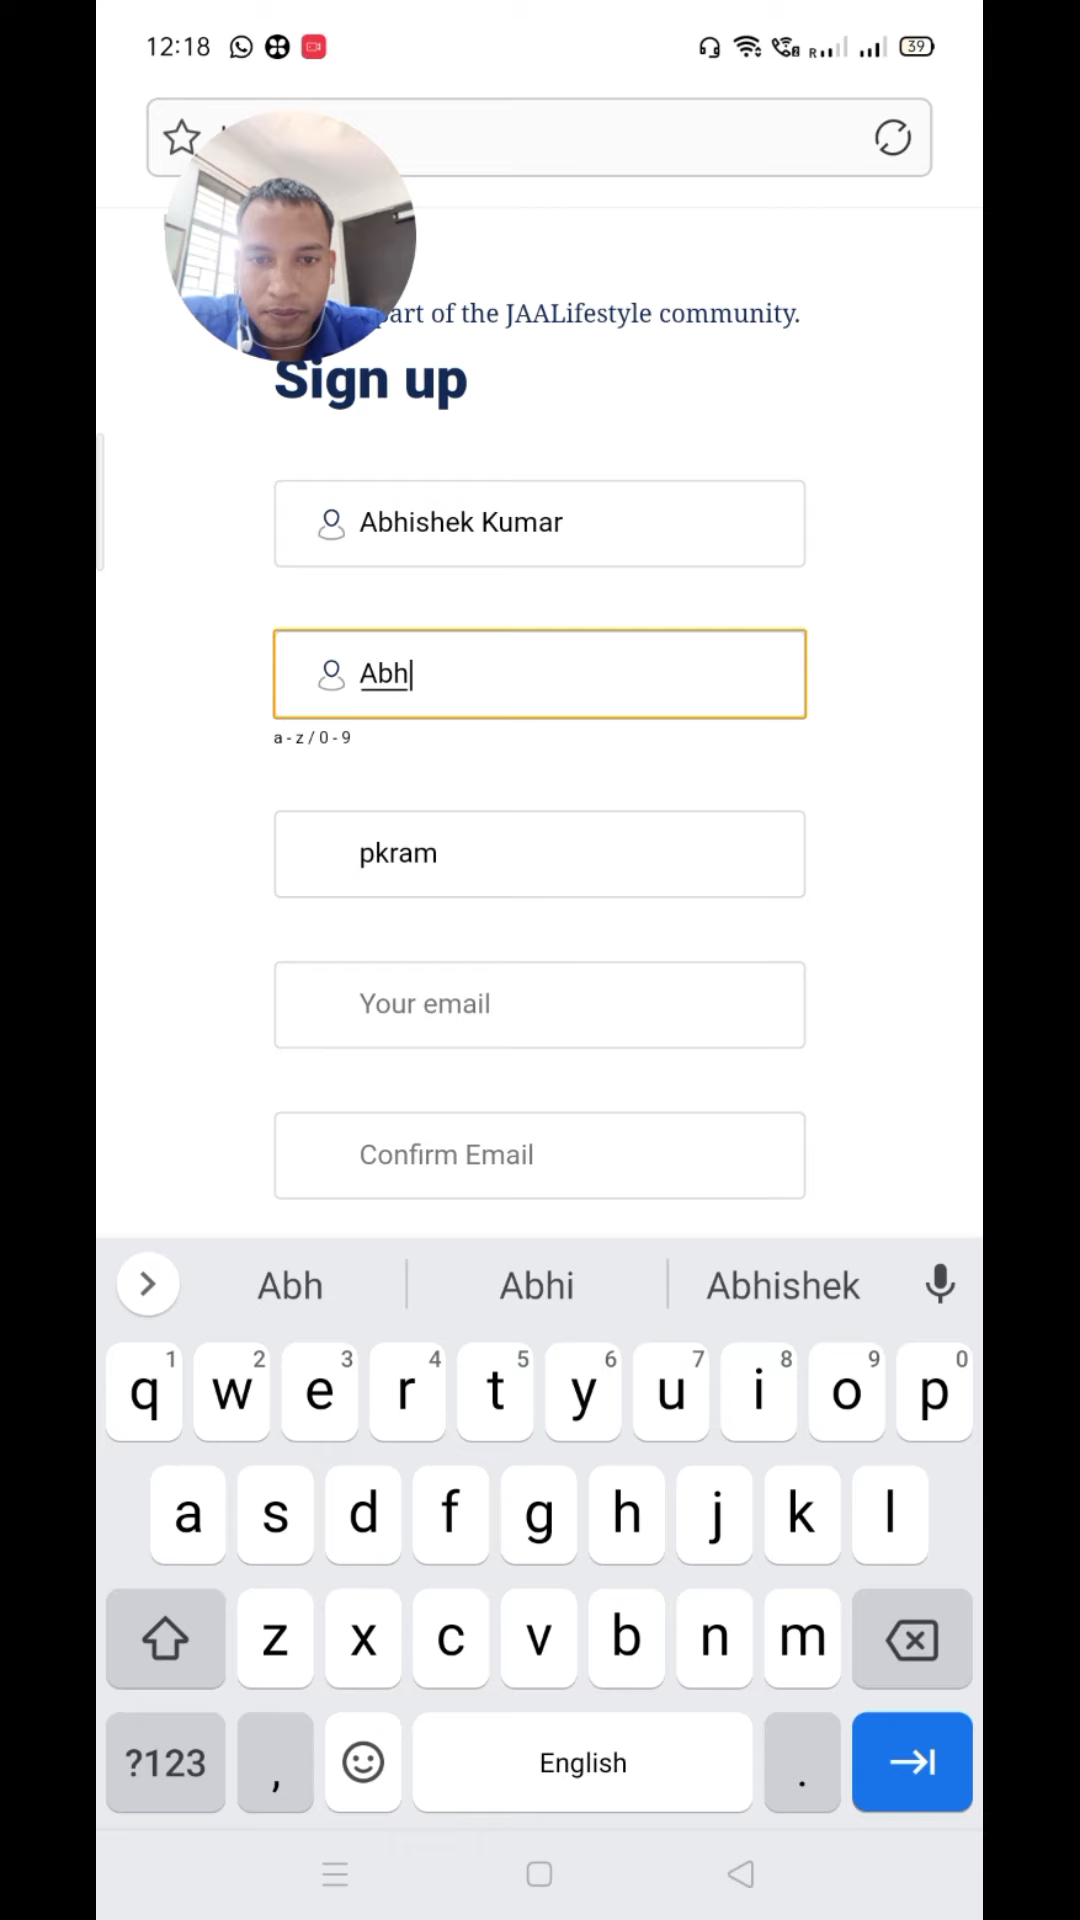 12:18
R
39
part of the JAALifestyle community.
Sign up
Abhishek Kumar
Abh
a - z / 0 - 9
pkram
Your email
Confirm Email
Abh Abhi Abhishek
1 2 3 4 5 6 7 8 9 0
q w e r t y u i o p
a s d f g h j k l
z x c v b n m
?123 , English .